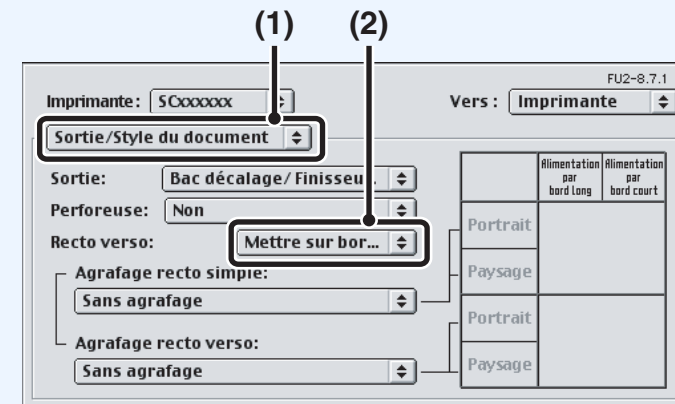 (1) (2)
FU2-8.7.1
Imprimante: SCxxxxxx Vers : Imprimante
Sortie/Style du document
Sortie: Bac décalage/ Finisseu...
Perforeuse: Non
Recto verso: Mettre sur bor...
Agrafage recto simple:
Sans agrafage
Agrafage recto verso:
Sans agrafage
Alimentation par bord long
Alimentation par bord court
Portrait
Paysage
Portrait
Paysage